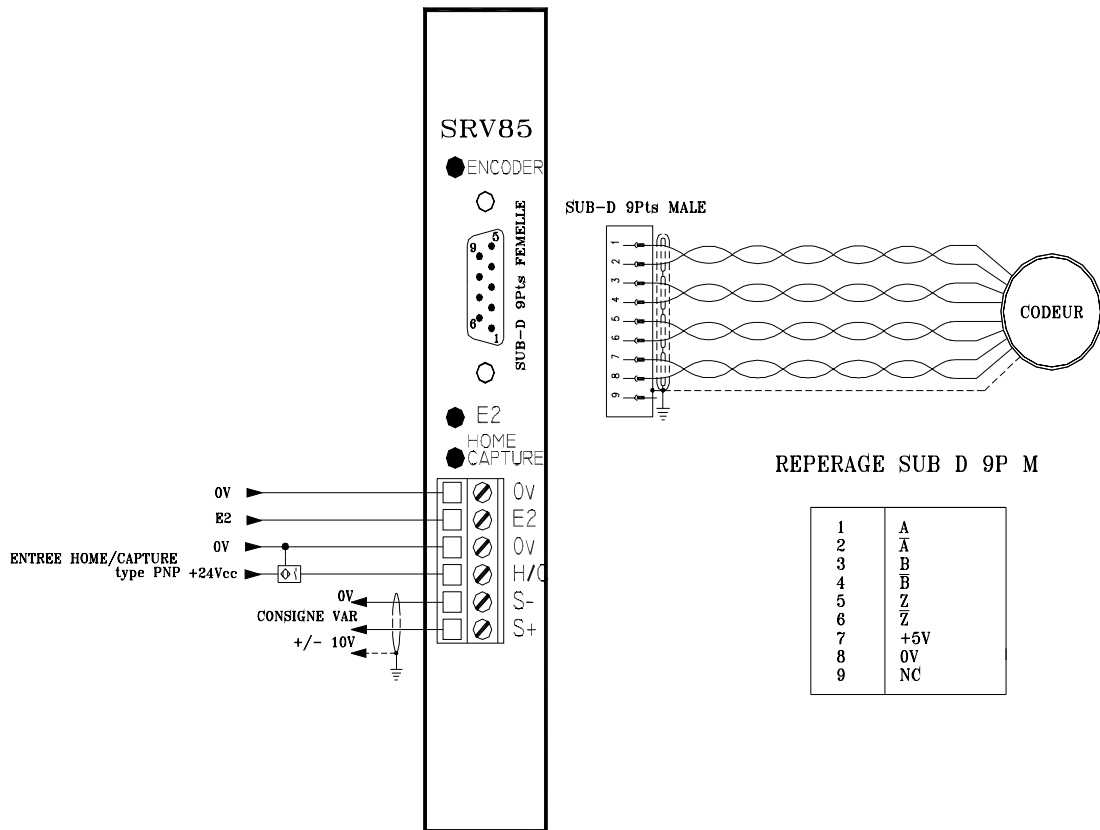 SRV85
ENCODER
9
5
6
1
SUB-D 9Pts FEMELLE
E2
HOME
CAPTURE
0V
E2
0V
ENTREE HOME/CAPTURE
type PNP +24Vcc
0V
CONSIGNE VAR
+/- 10V
0V
E2
0V
H/C
S-
S+
SUB-D 9Pts MALE
1
2
3
4
5
6
7
8
9
CODEUR
REPERAGE SUB D 9P M
1 A
2 A̅
3 B
4 B̅
5 Z
6 Z̅
7 +5V
8 0V
9 NC